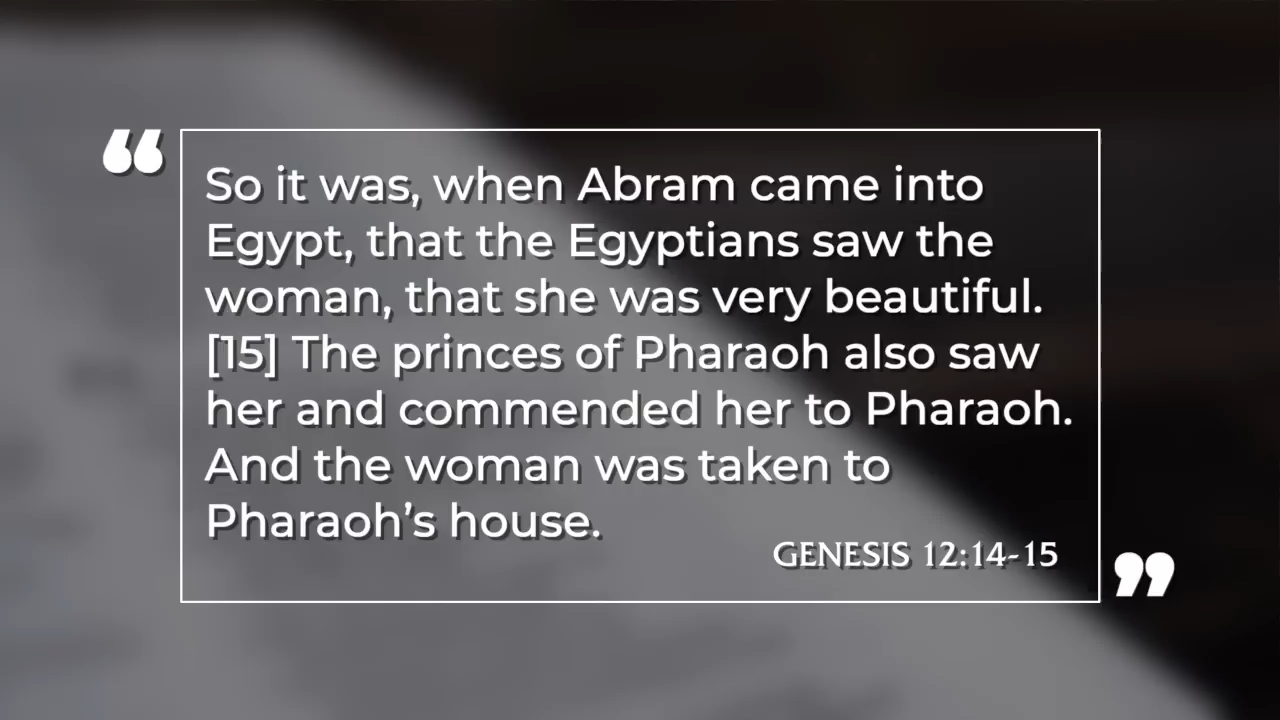 “
So it was, when Abram came into
Egypt, that the Egyptians saw the
woman, that she was very beautiful.
[15] The princes of Pharaoh also saw
her and commended her to Pharaoh.
And the woman was taken to
Pharaoh’s house.
GENESIS 12:14-15
”